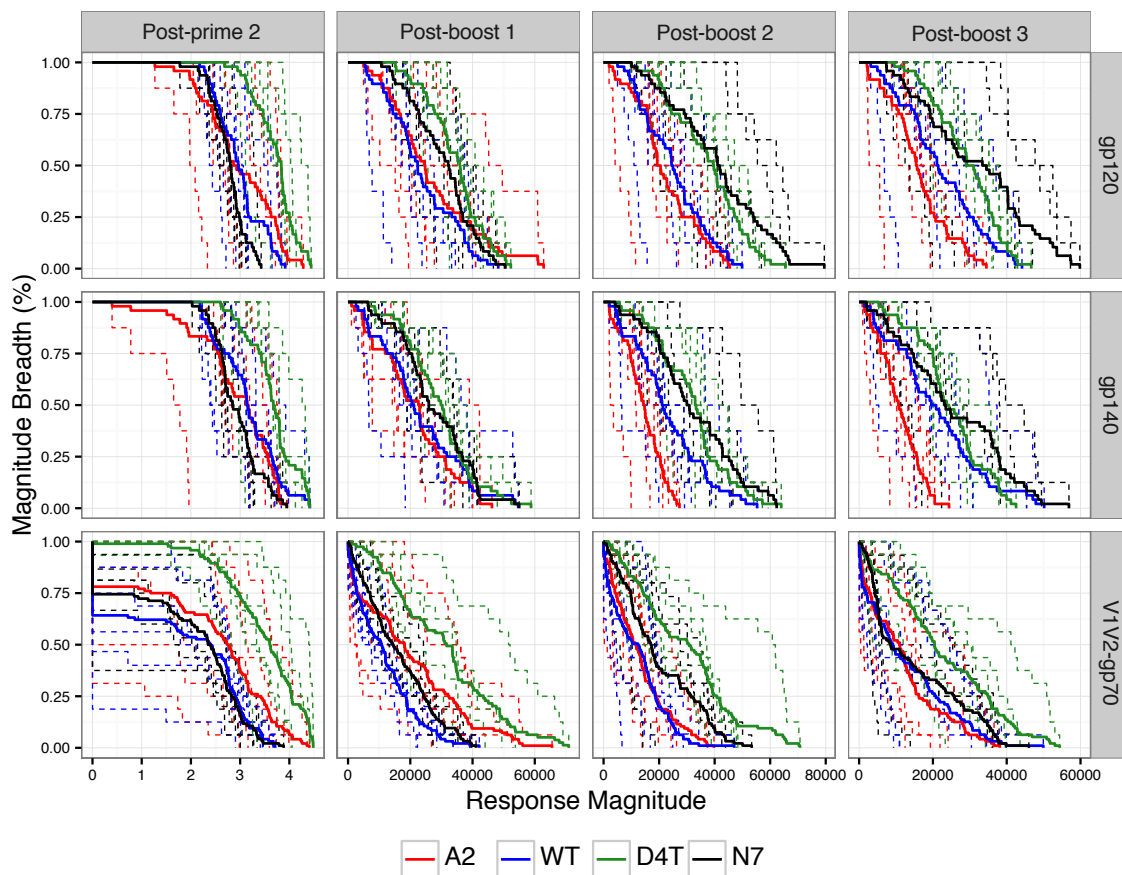 Post-prime 2 Post-boost 1 Post-boost 2 Post-boost 3
Magnitude Breadth (%)
1.00
0.75
0.50
0.25
0.00
gp120
1.00
0.75
0.50
0.25
0.00
gp140
1.00
0.75
0.50
0.25
0.00
V1V2-gp70
0 1 2 3 4 0 20000 40000 60000 0 20000 40000 60000 80000 0 20000 40000 60000
Response Magnitude
A2 WT D4T N7